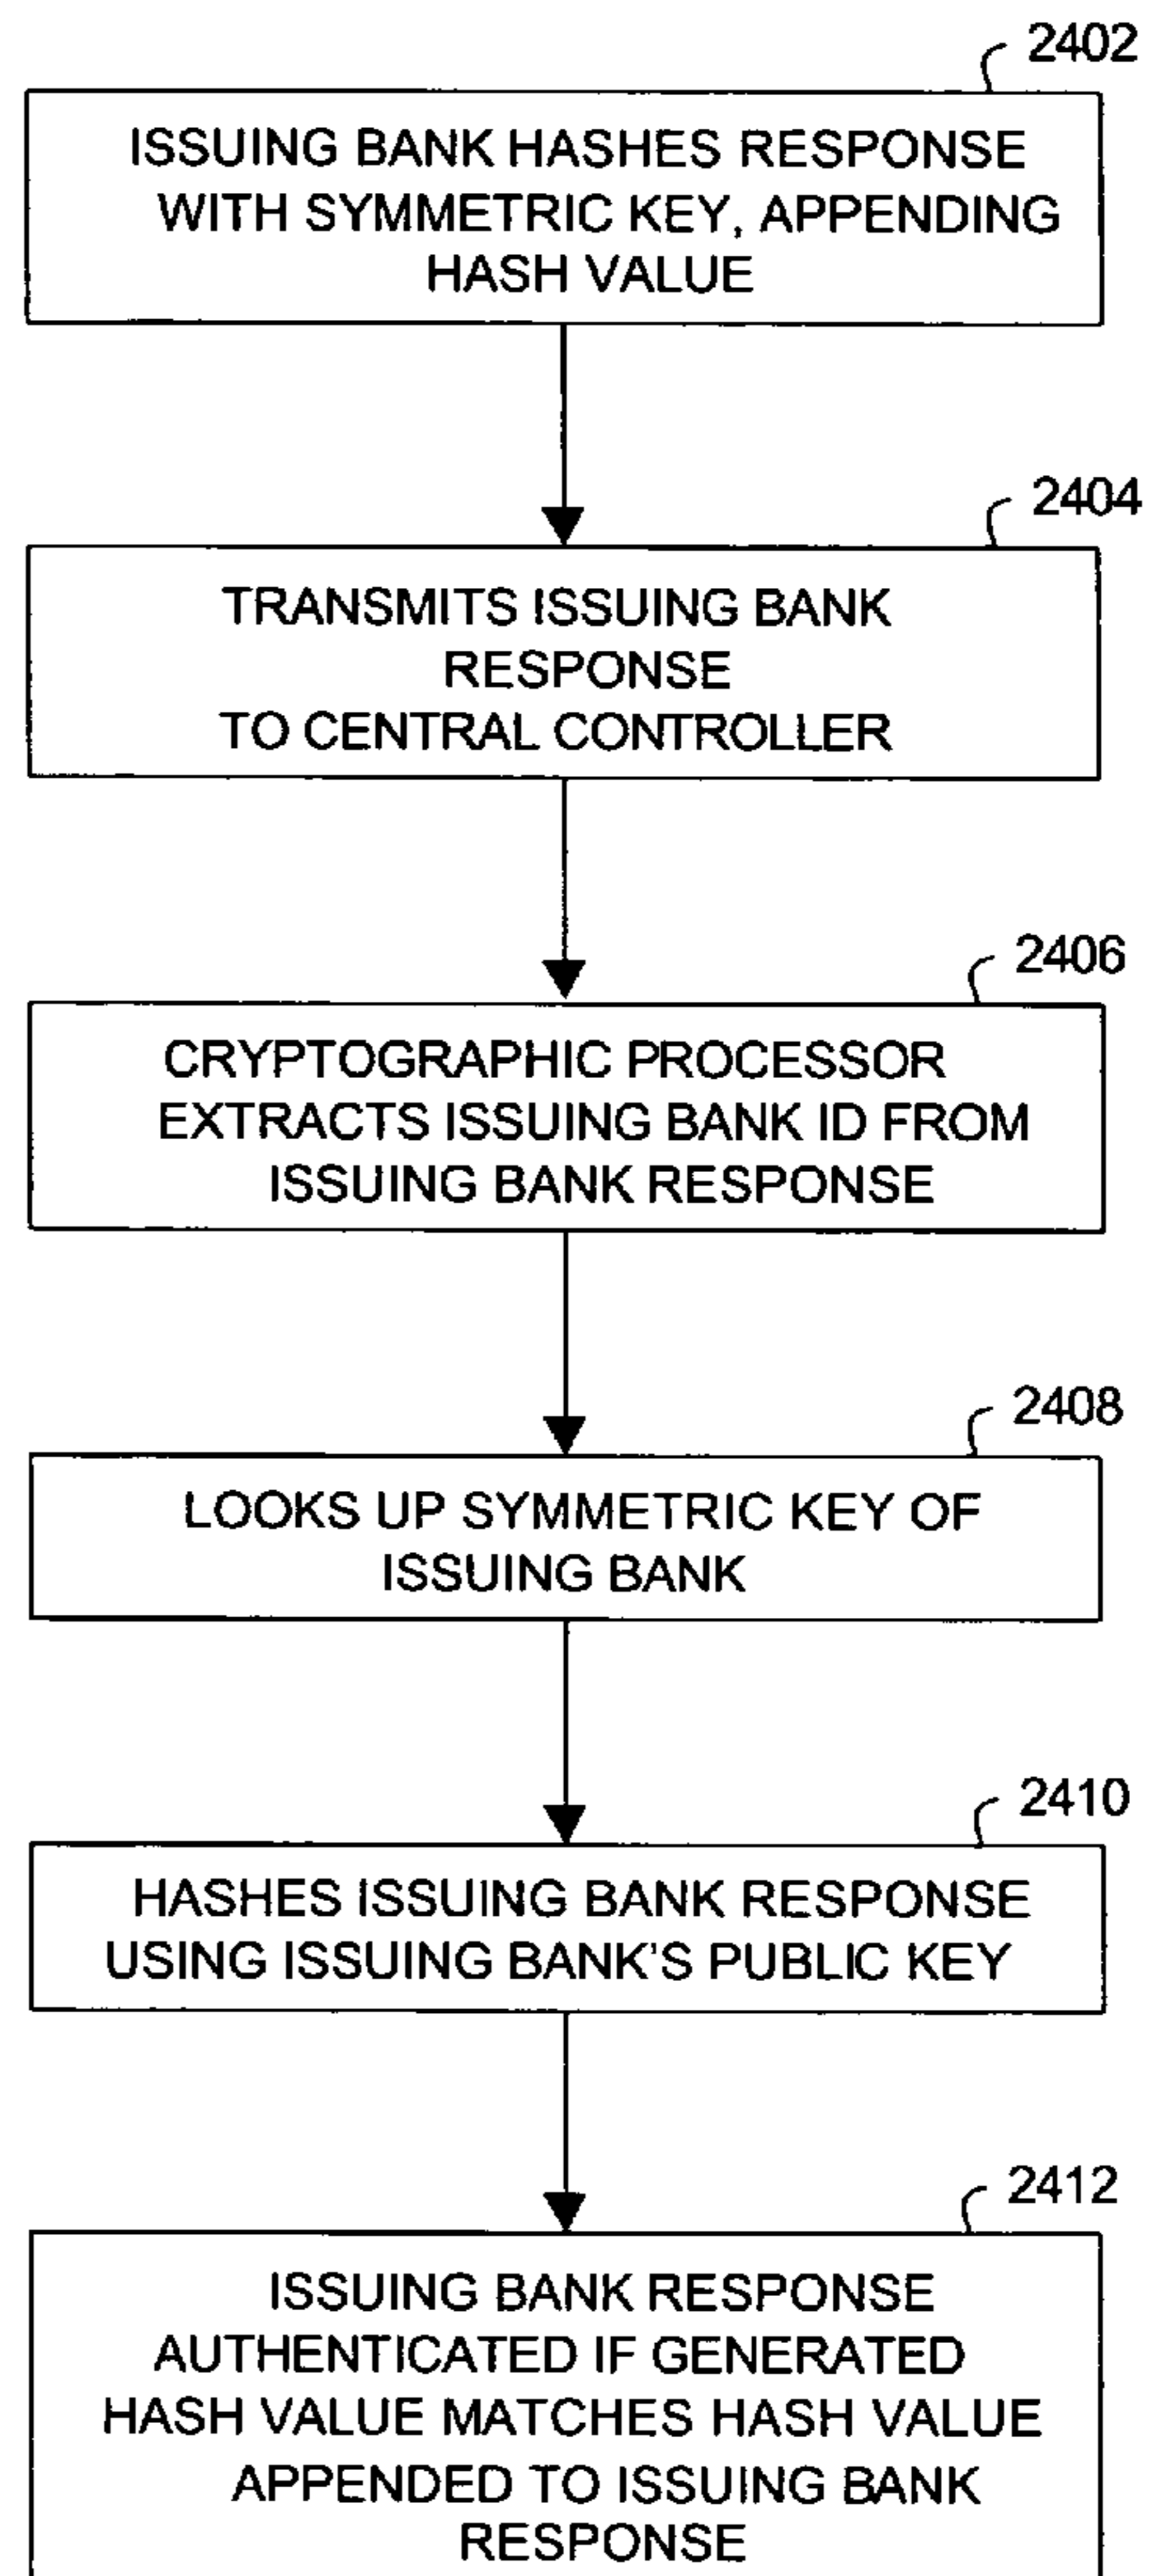 2402
ISSUING BANK HASHES RESPONSE
WITH SYMMETRIC KEY, APPENDING
HASH VALUE
2404
TRANSMITS ISSUING BANK
RESPONSE
TO CENTRAL CONTROLLER
2406
CRYPTOGRAPHIC PROCESSOR
EXTRACTS ISSUING BANK ID FROM
ISSUING BANK RESPONSE
2408
LOOKS UP SYMMETRIC KEY OF
ISSUING BANK
2410
HASHES ISSUING BANK RESPONSE
USING ISSUING BANK'S PUBLIC KEY
2412
ISSUING BANK RESPONSE
AUTHENTICATED IF GENERATED
HASH VALUE MATCHES HASH VALUE
APPENDED TO ISSUING BANK
RESPONSE